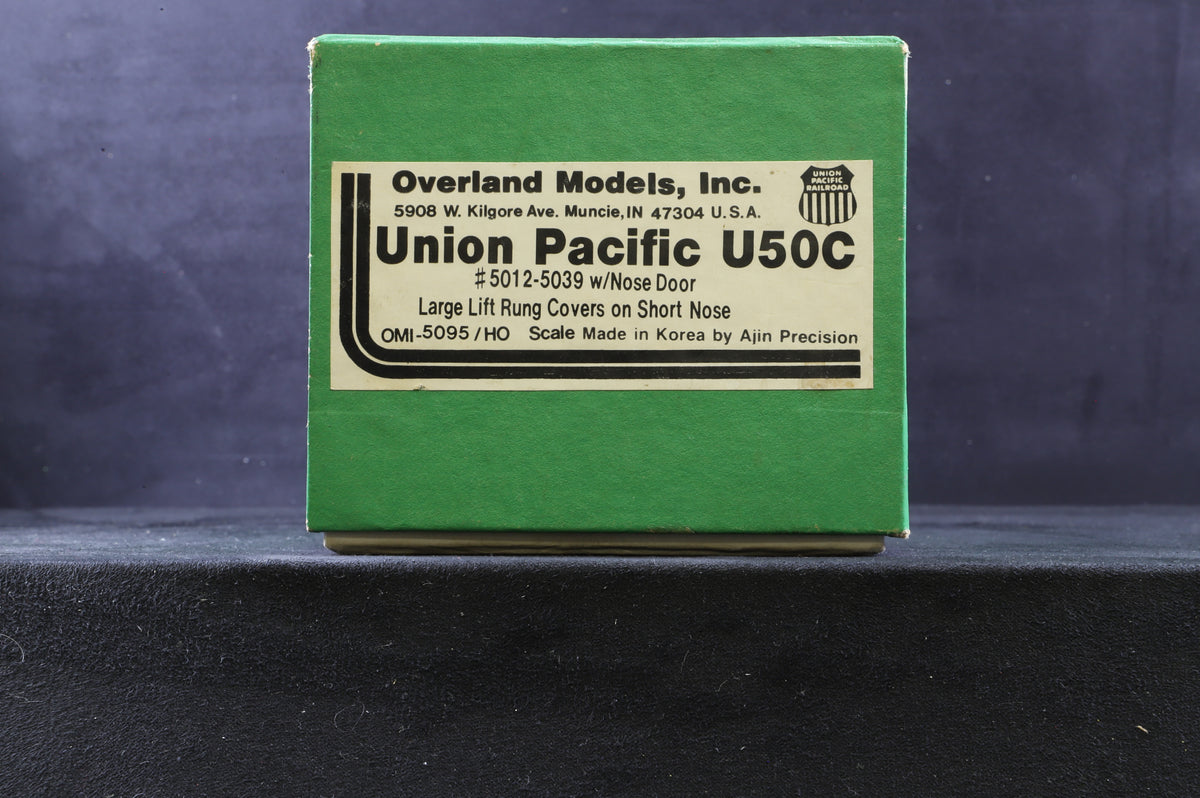 Overland Models, Inc.
UNION
PACIFIC
RAILROAD
5908 W. Kilgore Ave. Muncie, IN 47304 U.S.A.
Union Pacific U50C
#5012-5039 w/Nose Door
Large Lift Rung Covers on Short Nose
OMI-5095/HO Scale Made in Korea by Ajin Precision